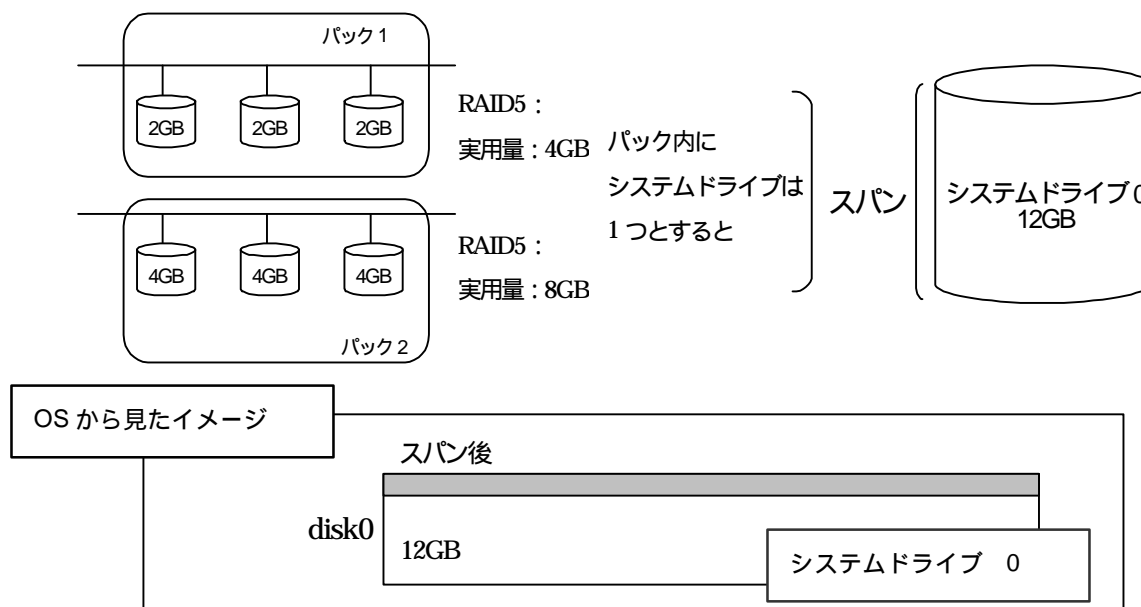 パック 1
2GB 2GB 2GB
RAID5：
実用量：4GB
パック 2
4GB 4GB 4GB
RAID5：
実用量：8GB
パック内に
システムドライブは
1 つとすると
スパン
システムドライブ 0
12GB
OS から見たイメージ
スパン後
disk0
12GB
システムドライブ 0